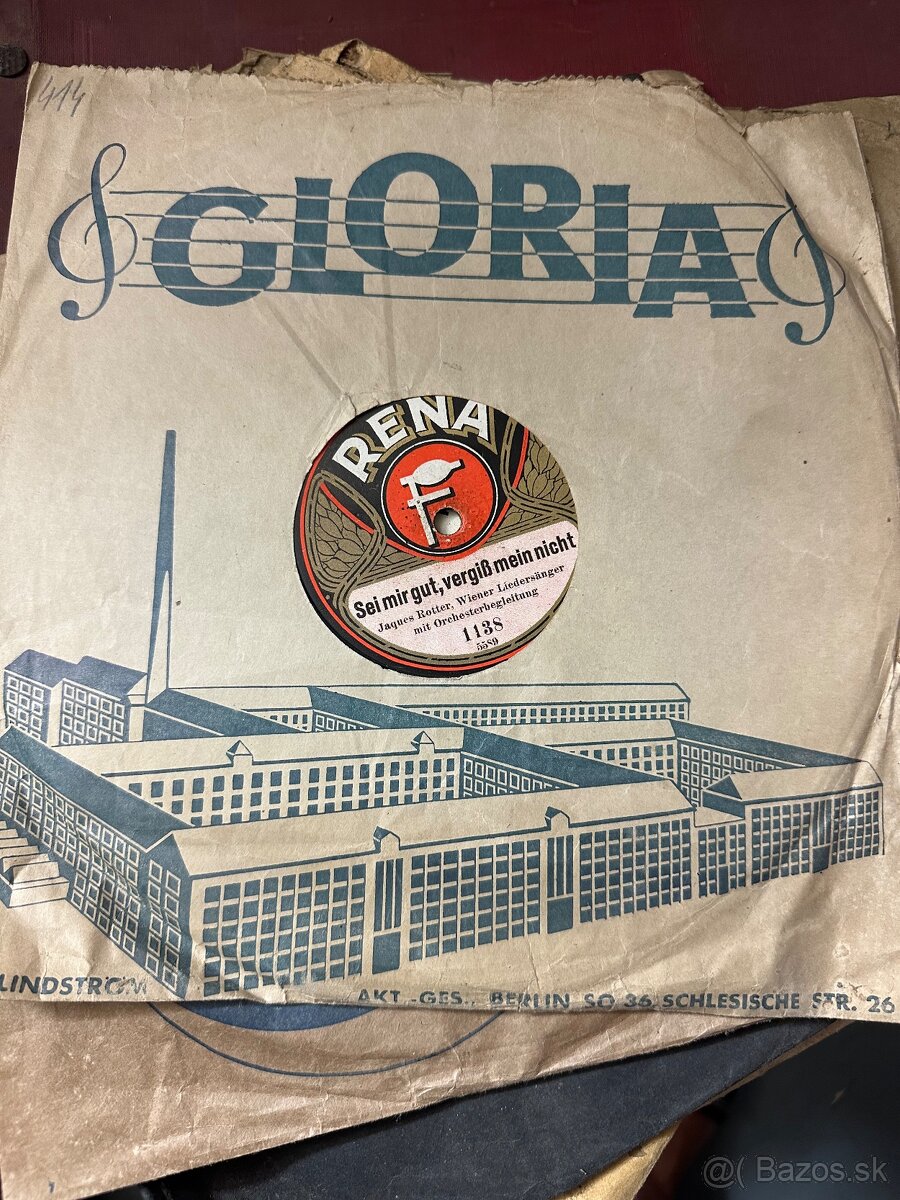 414
GLORIA
RENA
F
Sei mir gut, vergiß mein nicht
Jaques Rotter, Wiener Liedersänger
mit Orchesterbegleitung
1138
5589
LINDSTRÖM AKT.-GES., BERLIN SO 36, SCHLESISCHE STR. 26
@( Bazos.sk